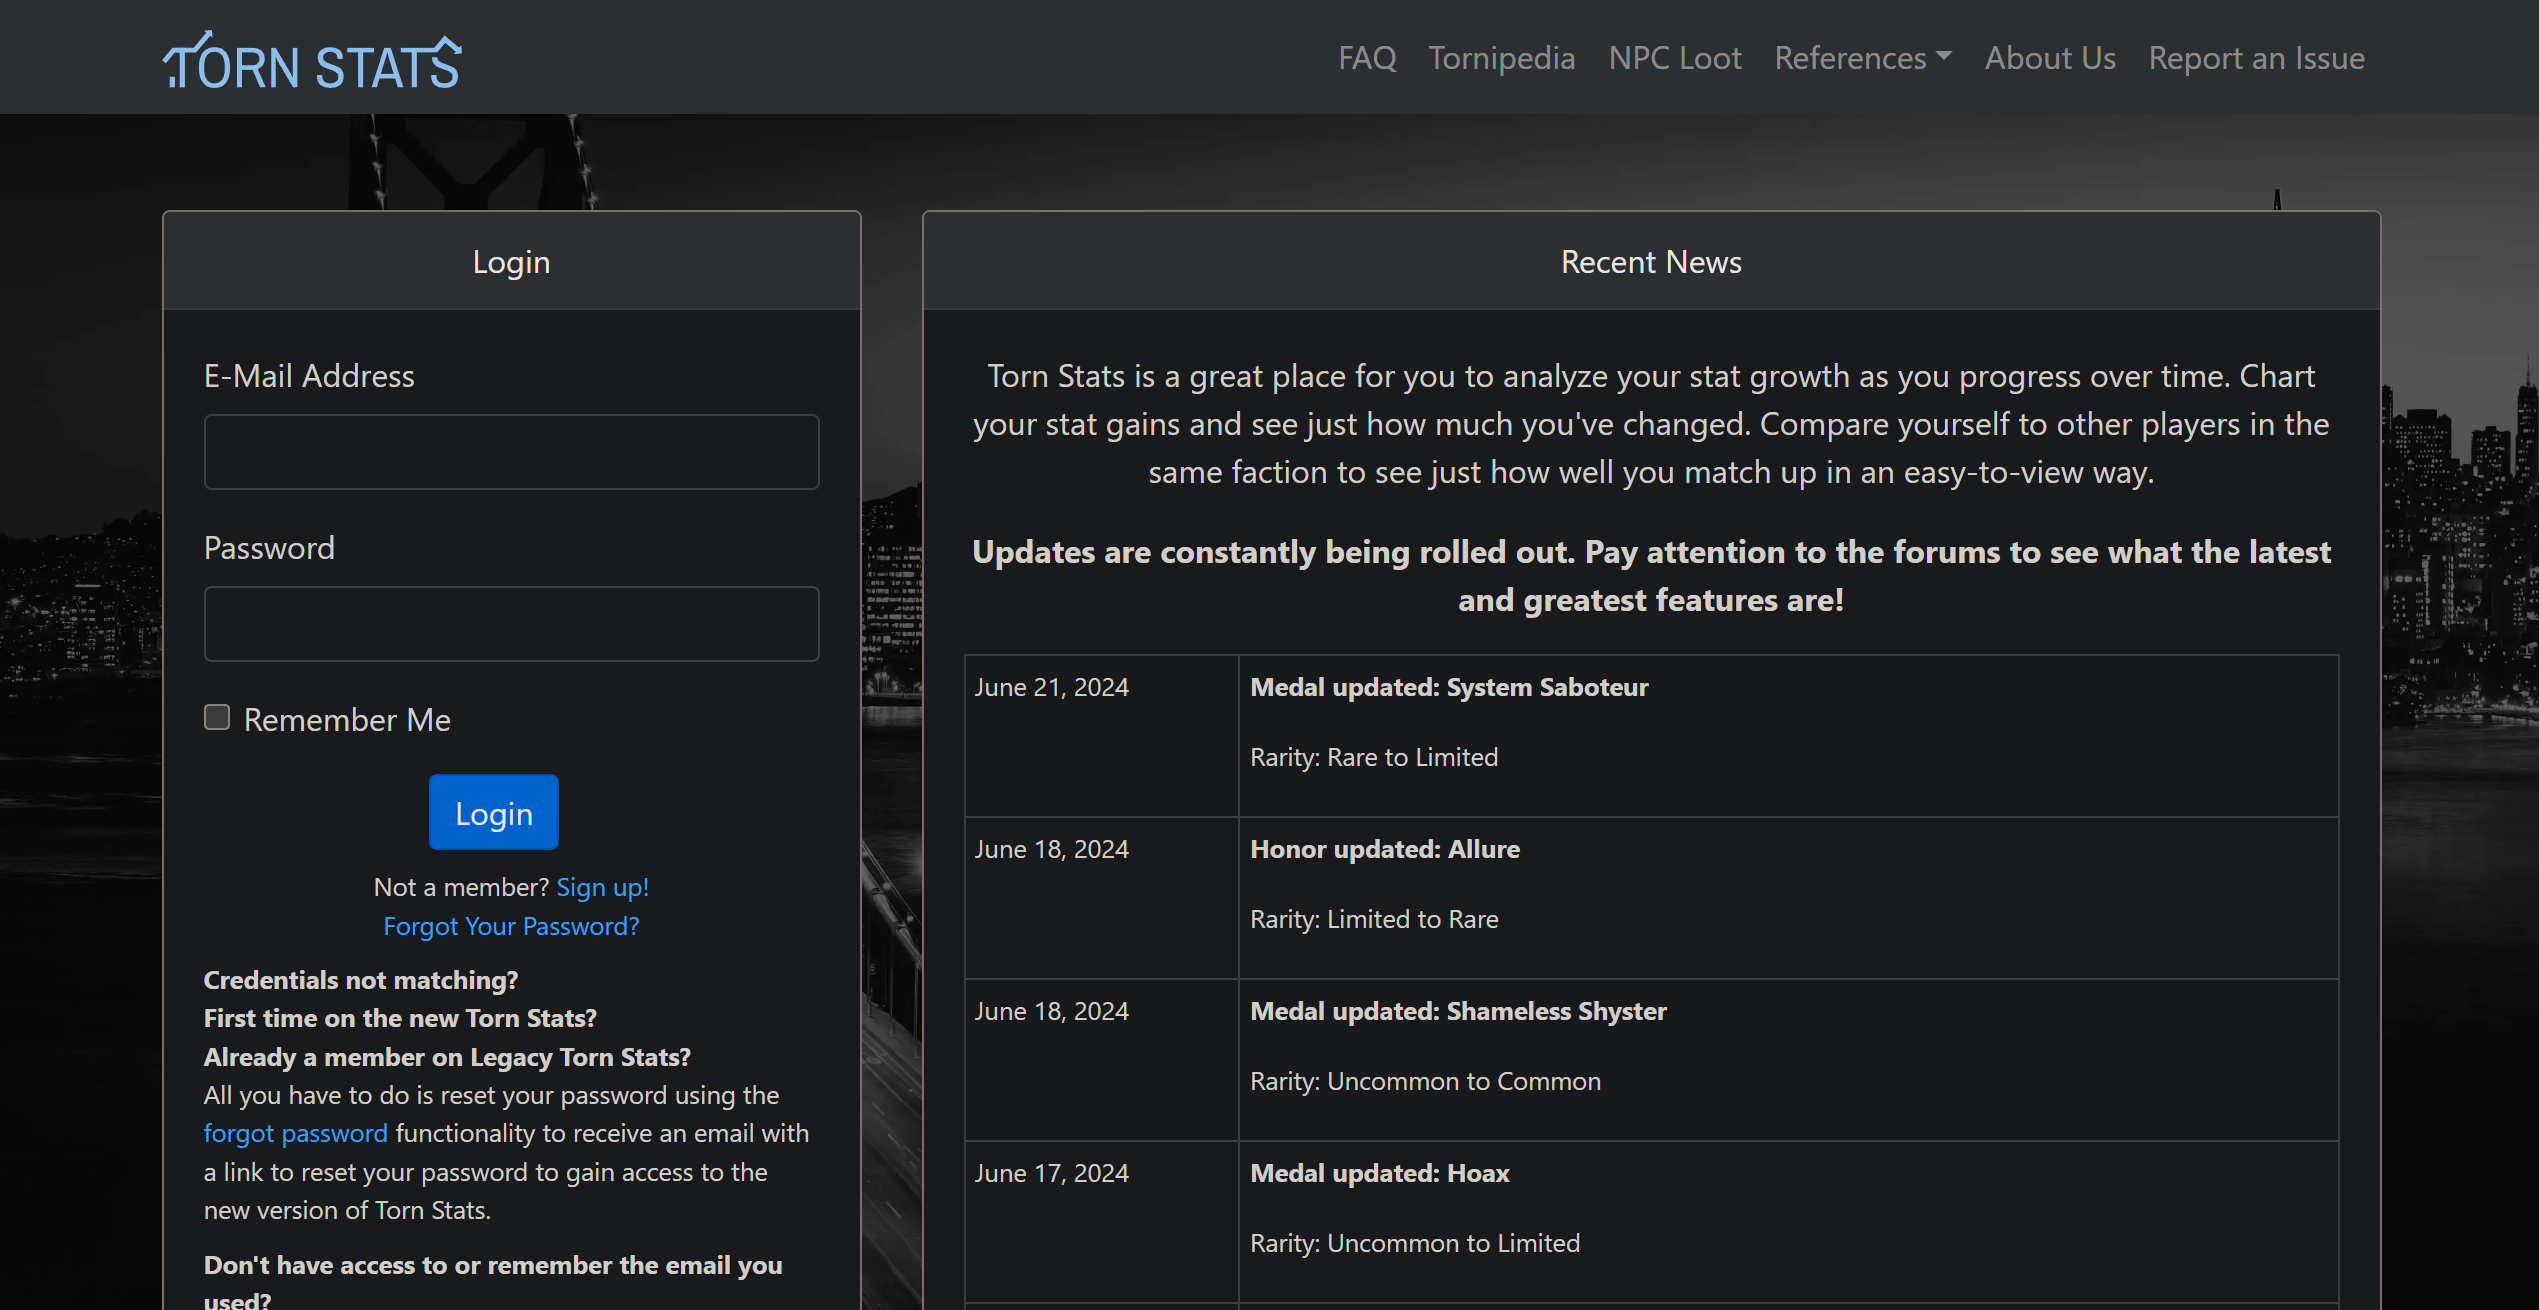 TORN STATS
FAQ Tornipedia NPC Loot References About Us Report an Issue
Login
E-Mail Address
Password
Remember Me
Login
Not a member? Sign up!
Forgot Your Password?
Credentials not matching?
First time on the new Torn Stats?
Already a member on Legacy Torn Stats?
All you have to do is reset your password using the
forgot password functionality to receive an email with
a link to reset your password to gain access to the
new version of Torn Stats.
Don't have access to or remember the email you
used?
Recent News
Torn Stats is a great place for you to analyze your stat growth as you progress over time. Chart
your stat gains and see just how much you've changed. Compare yourself to other players in the
same faction to see just how well you match up in an easy-to-view way.
Updates are constantly being rolled out. Pay attention to the forums to see what the latest
and greatest features are!
June 21, 2024 Medal updated: System Saboteur
Rarity: Rare to Limited
June 18, 2024 Honor updated: Allure
Rarity: Limited to Rare
June 18, 2024 Medal updated: Shameless Shyster
Rarity: Uncommon to Common
June 17, 2024 Medal updated: Hoax
Rarity: Uncommon to Limited